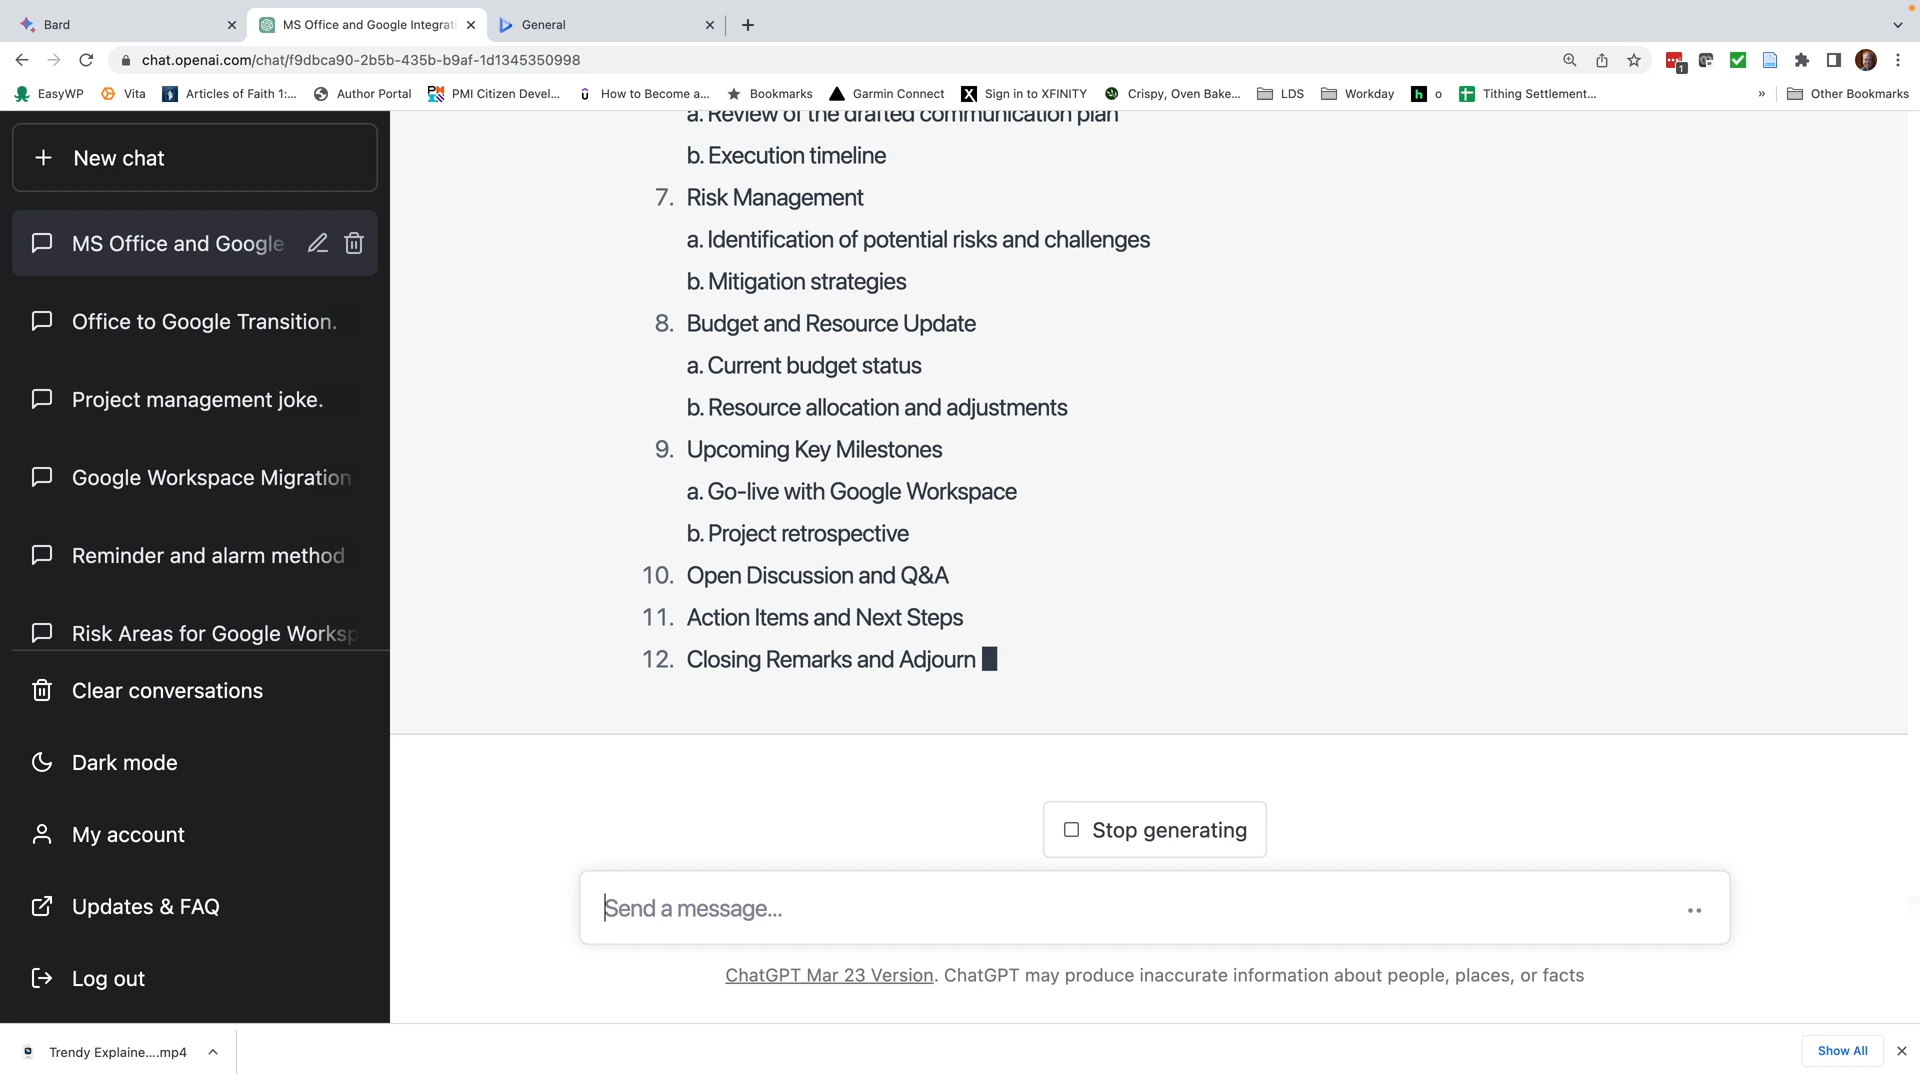 Bard
MS Office and Google Integrati
General
chat.openai.com/chat/f9dbca90-2b5b-435b-b9af-1d1345350998
1
EasyWP
Vita
Articles of Faith 1:...
Author Portal
PMI Citizen Devel...
How to Become a...
Bookmarks
Garmin Connect
Sign in to XFINITY
Crispy, Oven Bake...
LDS
Workday
h
o
Tithing Settlement...
»
Other Bookmarks
New chat
MS Office and Google
Office to Google Transition.
Project management joke.
Google Workspace Migration
Reminder and alarm method
Risk Areas for Google Worksp
Clear conversations
Dark mode
My account
Updates & FAQ
Log out
a. Review of the drafted communication plan
b. Execution timeline
7. Risk Management
a. Identification of potential risks and challenges
b. Mitigation strategies
8. Budget and Resource Update
a. Current budget status
b. Resource allocation and adjustments
9. Upcoming Key Milestones
a. Go-live with Google Workspace
b. Project retrospective
10. Open Discussion and Q&A
11. Action Items and Next Steps
12. Closing Remarks and Adjourn
Stop generating
Send a message...
ChatGPT Mar 23 Version. ChatGPT may produce inaccurate information about people, places, or facts
Trendy Explaine....mp4
Show All